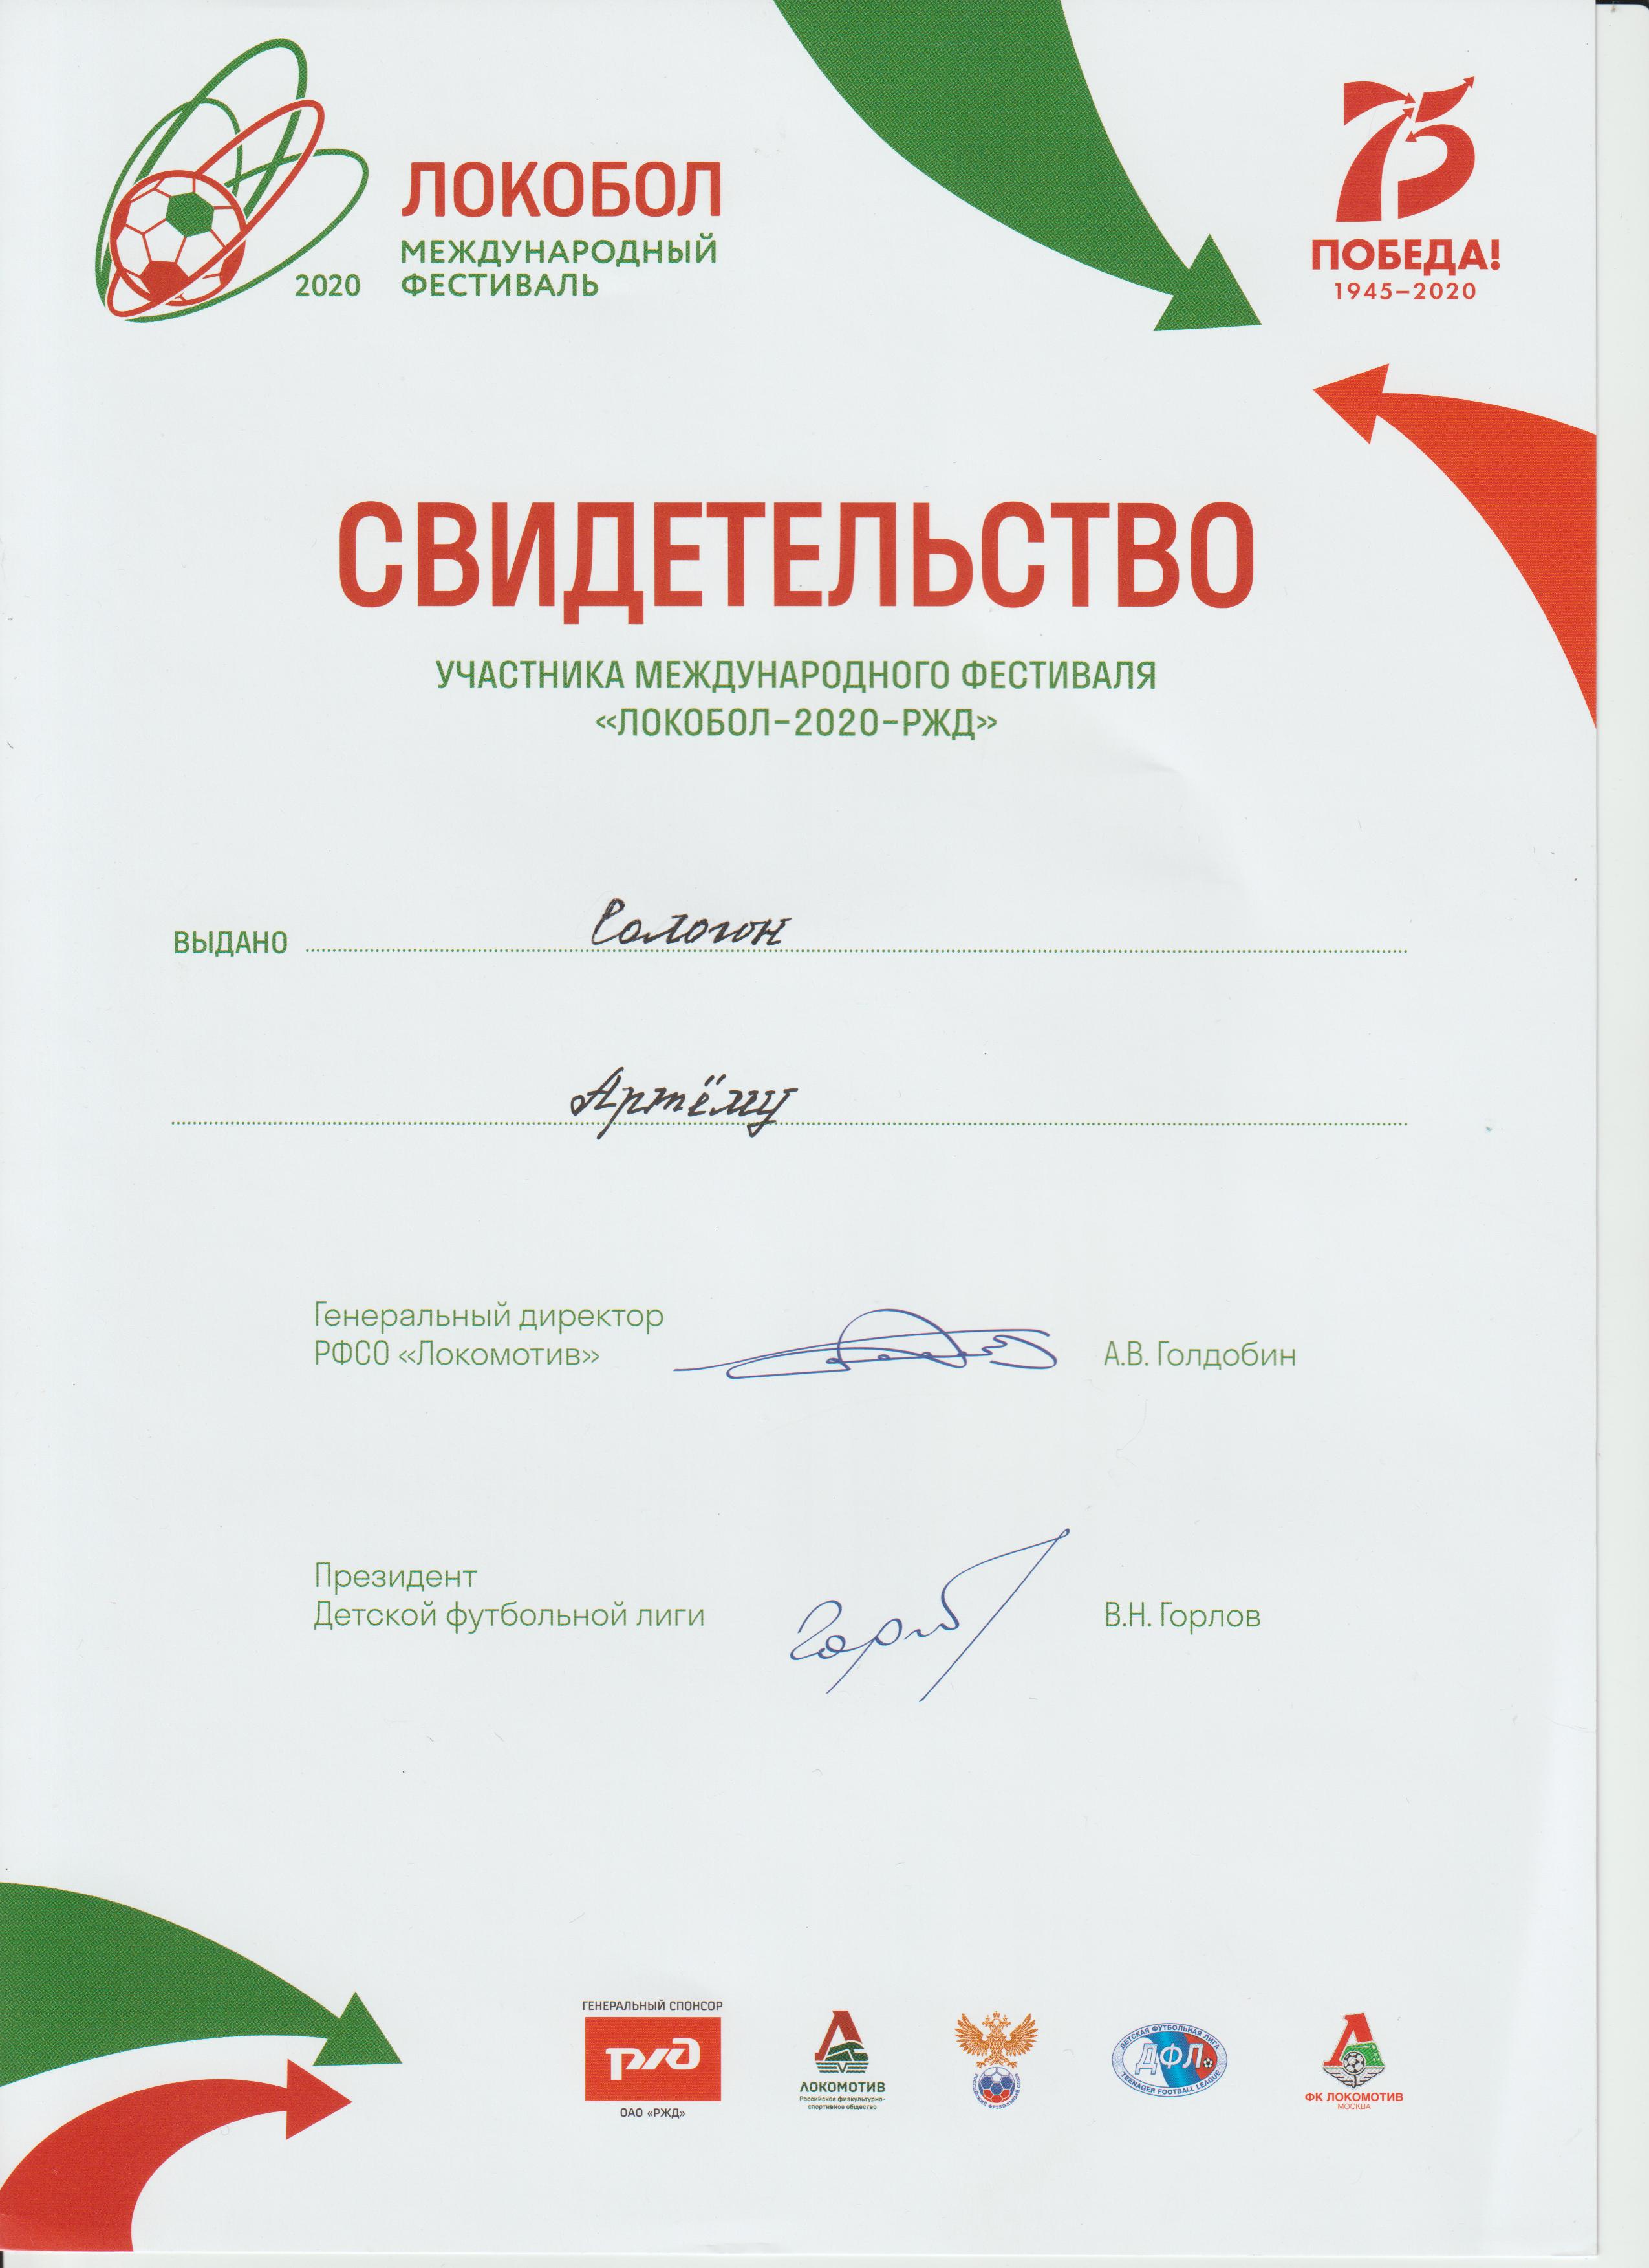 ЛОКОБОл
МЕЖДУНАРОДНЫЙ
2020 ФЕСТИВАЛЬ
75
ПОБЕДА!
1945–2020
СВИДЕТЕЛЬСТВО
УЧАСТНИКА МЕЖДУНАРОДНОГО ФЕСТИВАЛЯ
«ЛОКОБОЛ-2020-РЖД»
ВЫДАНО Сологон
Артёму
Генеральный директор
РФСО «Локомотив»
А.В. Голдобин
Президент
Детской футбольной лиги
В.Н. Горлов
ГЕНЕРАЛЬНЫЙ СПОНСОР
РЖД
ОАО «РЖД»
ЛОКОМОТИВ
Российское физкультурно-
спортивное общество
РОССИЙСКИЙ ФУТБОЛЬНЫЙ СОЮЗ
ДЕТСКАЯ ФУТБОЛЬНАЯ ЛИГА
ДФЛ
TEENAGER FOOTBALL LEAGUE
ФК ЛОКОМОТИВ
МОСКВА